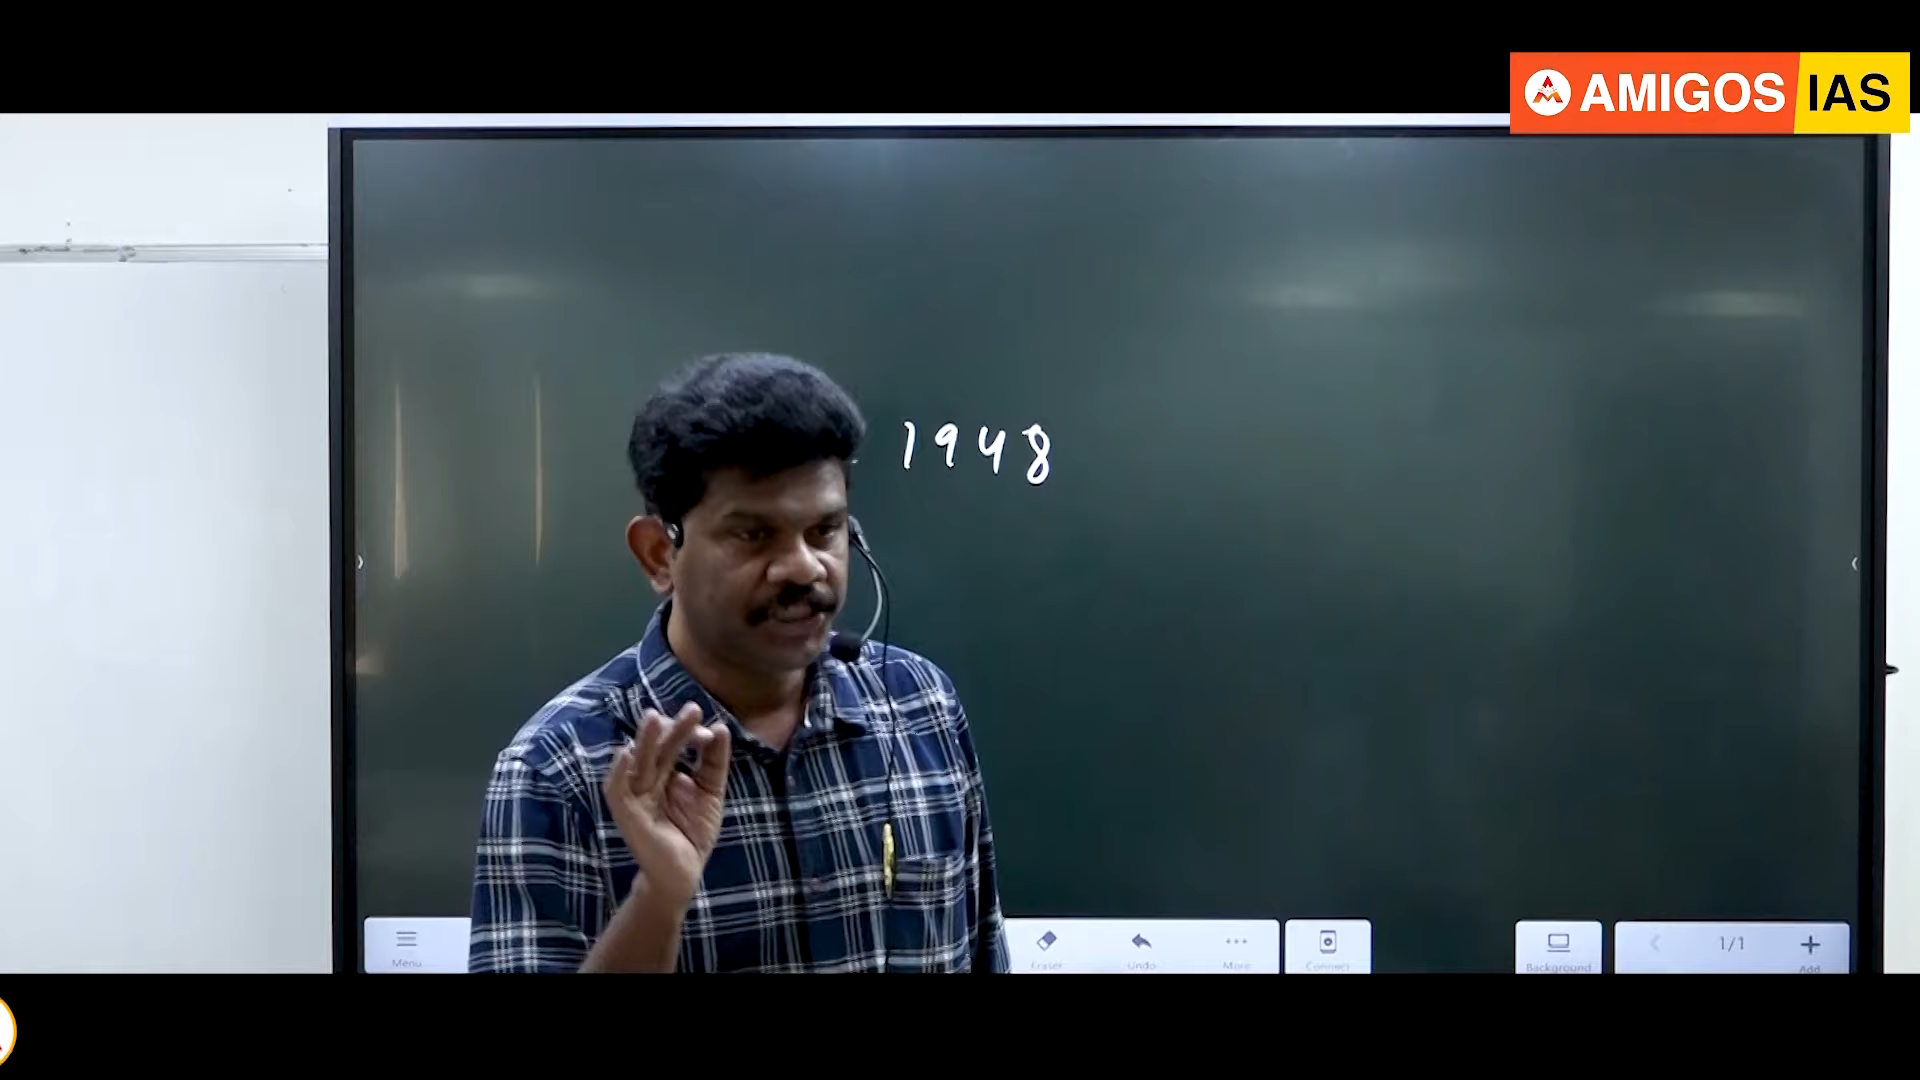 AMIGOS IAS
1948
Menu
Eraser
Undo
More
Connect
Background
1/1
Add